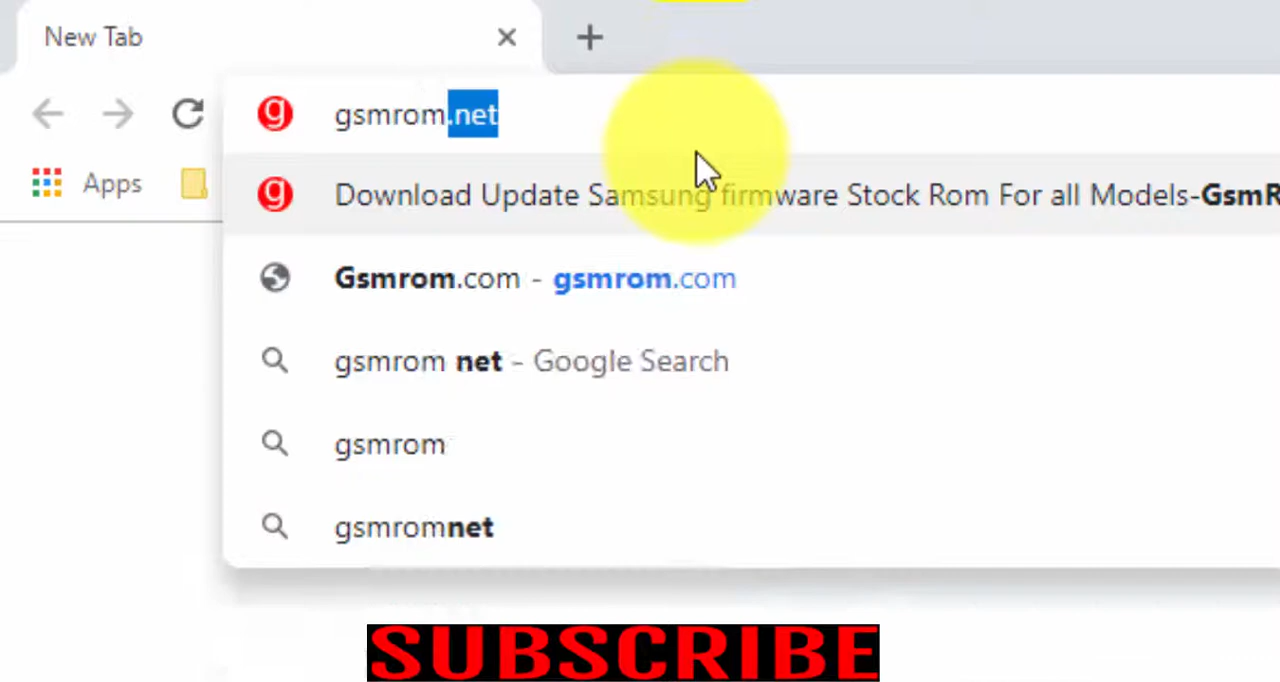 New Tab
g gsmrom.net
Apps
g Download Update Samsung firmware Stock Rom For all Models-GsmR
Gsmrom.com - gsmrom.com
gsmrom net - Google Search
gsmrom
gsmromnet
SUBSCRIBE